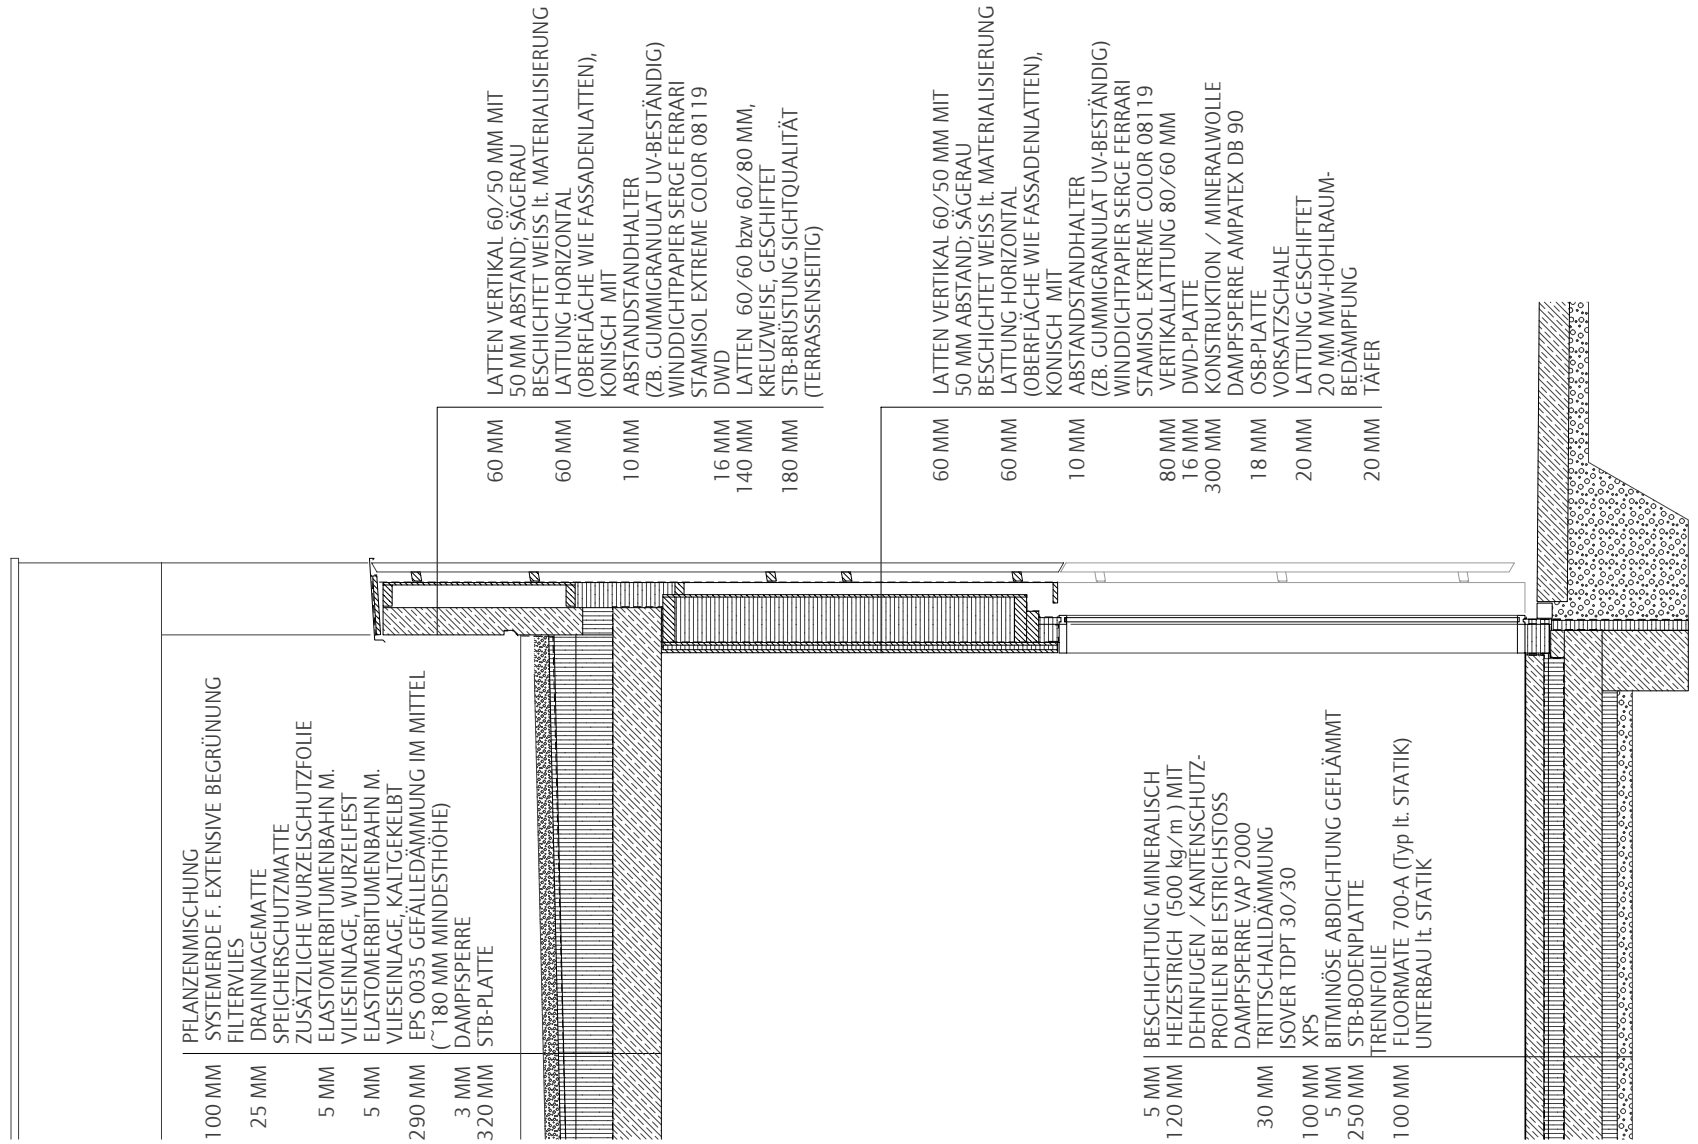 PFLANZENMISCHUNG
100 MM SYSTEMERDE F. EXTENSIVE BEGRÜNUNG
FILTERVLIES
25 MM DRAINNAGEMATTE
SPEICHERSCHUTZMATTE
ZUSÄTZLICHE WURZELSCHUTZFOLIE
5 MM ELASTOMERBITUMENBAHN M.
VLIESEINLAGE, WURZELFEST
5 MM ELASTOMERBITUMENBAHN M.
VLIESEINLAGE, KALTGEKELBT
290 MM EPS 0035 GEFÄLLEDÄMMUNG IM MITTEL
(~180 MM MINDESTHÖHE)
3 MM DAMPFSPERRE
320 MM STB-PLATTE
60 MM LATTEN VERTIKAL 60/50 MM MIT
50 MM ABSTAND; SÄGERAU
BESCHICHTET WEISS lt. MATERIALISIERUNG
60 MM LATTUNG HORIZONTAL
(OBERFLÄCHE WIE FASSADENLATTEN),
KONISCH MIT
10 MM ABSTANDSTANDHALTER
(ZB. GUMMIGRANULAT UV-BESTÄNDIG)
WINDDICHTPAPIER SERGE FERRARI
STAMISOL EXTREME COLOR 08119
16 MM DWD
140 MM LATTEN 60/60 bzw 60/80 MM,
KREUZWEISE, GESCHIFTET
180 MM STB-BRÜSTUNG SICHTQUALITÄT
(TERRASSENSEITIG)
60 MM LATTEN VERTIKAL 60/50 MM MIT
50 MM ABSTAND; SÄGERAU
BESCHICHTET WEISS lt. MATERIALISIERUNG
60 MM LATTUNG HORIZONTAL
(OBERFLÄCHE WIE FASSADENLATTEN),
KONISCH MIT
10 MM ABSTANDSTANDHALTER
(ZB. GUMMIGRANULAT UV-BESTÄNDIG)
WINDDICHTPAPIER SERGE FERRARI
STAMISOL EXTREME COLOR 08119
80 MM VERTIKALLATTUNG 80/60 MM
16 MM DWD-PLATTE
300 MM KONSTRUKTION / MINERALWOLLE
DAMPFSPERRE AMPATEX DB 90
18 MM OSB-PLATTE
VORSATZSCHALE
20 MM LATTUNG GESCHIFTET
20 MM MW-HOHLRAUM-
BEDÄMPFUNG
20 MM TÄFER
5 MM BESCHICHTUNG MINERALISCH
120 MM HEIZESTRICH (500 kg/m ) MIT
DEHNFUGEN / KANTENSCHUTZ-
PROFILEN BEI ESTRICHSTOSS
DAMPFSPERRE VAP 2000
30 MM TRITTSCHALLDÄMMUNG
ISOVER TDPT 30/30
100 MM XPS
5 MM BITMINÖSE ABDICHTUNG GEFLÄMMT
250 MM STB-BODENPLATTE
TRENNFOLIE
100 MM FLOORMATE 700-A (Typ lt. STATIK)
UNTERBAU lt. STATIK